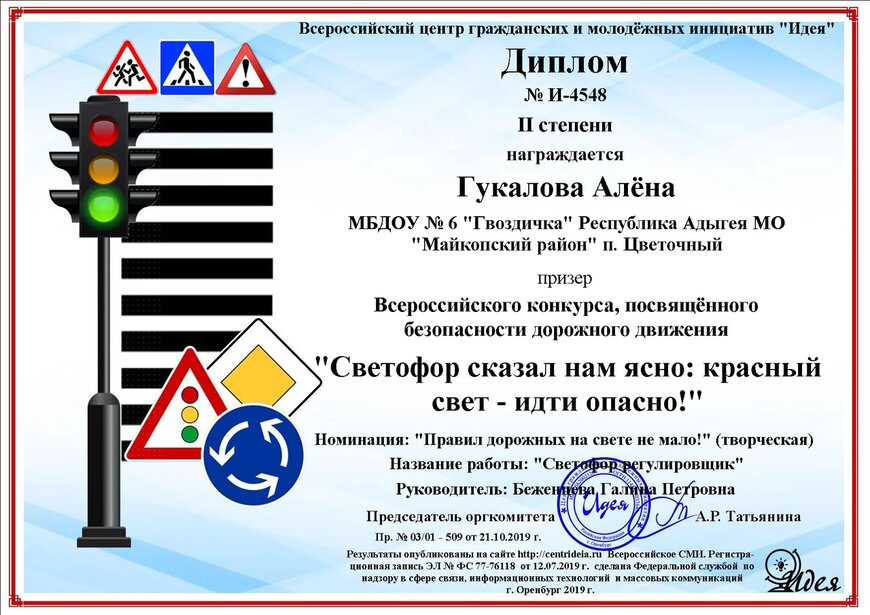 Всероссийский центр гражданских и молодёжных инициатив "Идея"
Диплом
№ И-4548
II степени
награждается
Гукалова Алёна
МБДОУ № 6 "Гвоздичка" Республика Адыгея МО
"Майкопский район" п. Цветочный
призер
Всероссийского конкурса, посвящённого
безопасности дорожного движения
"Светофор сказал нам ясно: красный
свет - идти опасно!"
Номинация: "Правил дорожных на свете не мало!" (творческая)
Название работы: "Светофор регулировщик"
Руководитель: Беженцева Галина Петровна
Председатель оргкомитета
А.Р. Татьянина
Идея
Пр. № 03/01 - 509 от 21.10.2019 г.
Результаты опубликованы на сайте http://centrideia.ru Всероссийское СМИ. Регистра-
ционная запись ЭЛ № ФС 77-76118 от 12.07.2019 г. сделана Федеральной службой по
надзору в сфере связи, информационных технологий и массовых коммуникаций
г. Оренбург 2019 г.
Идея